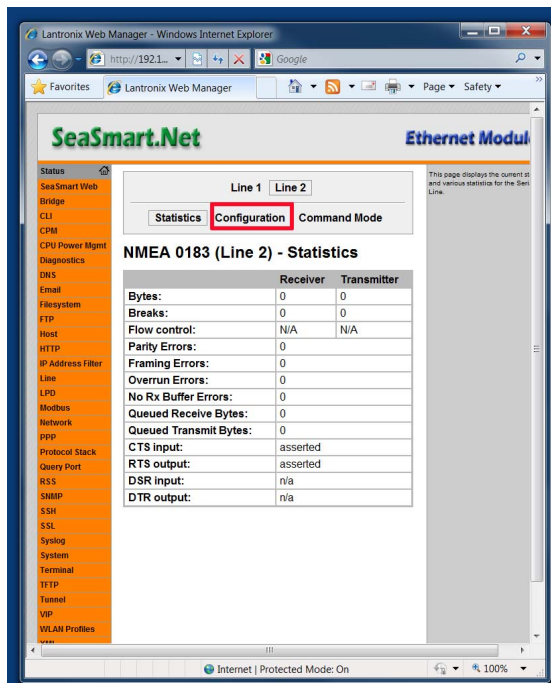 Lantronix Web Manager - Windows Internet Explorer
http://192.1...
Google
Favorites
Lantronix Web Manager
Page
Safety
»
SeaSmart.Net
Ethernet Modul
Status
SeaSmart Web
Bridge
CLI
CPM
CPU Power Mgmt
Diagnostics
DNS
Email
Filesystem
FTP
Host
HTTP
IP Address Filter
Line
LPD
Modbus
Network
PPP
Protocol Stack
Query Port
RSS
SNMP
SSH
SSL
Syslog
System
Terminal
TFTP
Tunnel
VIP
WLAN Profiles
XML
Line 1 Line 2
Statistics Configuration Command Mode
NMEA 0183 (Line 2) - Statistics
Receiver Transmitter
Bytes: 0 0
Breaks: 0 0
Flow control: N/A N/A
Parity Errors: 0
Framing Errors: 0
Overrun Errors: 0
No Rx Buffer Errors: 0
Queued Receive Bytes: 0
Queued Transmit Bytes: 0
CTS input: asserted
RTS output: asserted
DSR input: n/a
DTR output: n/a
This page displays the current st
and various statistics for the Seri
Line.
Internet | Protected Mode: On
100%